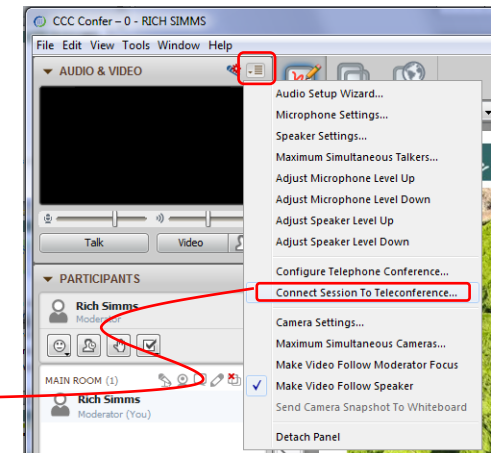 CCC Confer – 0 - RICH SIMMS
File Edit View Tools Window Help
AUDIO & VIDEO
Talk
Video
PARTICIPANTS
Rich Simms
Moderator
MAIN ROOM (1)
Rich Simms
Moderator (You)
Audio Setup Wizard...
Microphone Settings...
Speaker Settings...
Maximum Simultaneous Talkers...
Adjust Microphone Level Up
Adjust Microphone Level Down
Adjust Speaker Level Up
Adjust Speaker Level Down
Configure Telephone Conference...
Connect Session To Teleconference...
Camera Settings...
Maximum Simultaneous Cameras...
Make Video Follow Moderator Focus
Make Video Follow Speaker
Send Camera Snapshot To Whiteboard
Detach Panel